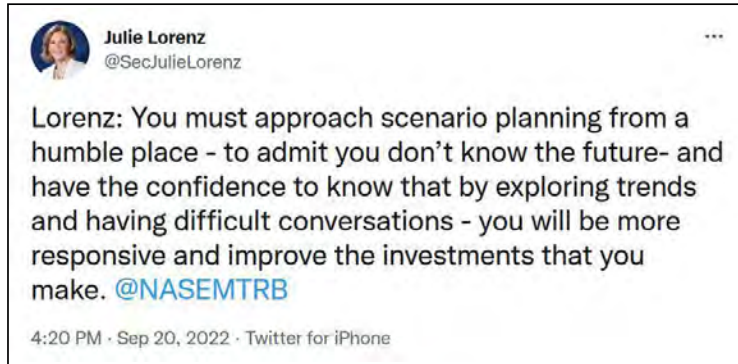 Julie Lorenz
@SecJulieLorenz
Lorenz: You must approach scenario planning from a
humble place - to admit you don’t know the future- and
have the confidence to know that by exploring trends
and having difficult conversations - you will be more
responsive and improve the investments that you
make. @NASEMTRB
4:20 PM · Sep 20, 2022 · Twitter for iPhone